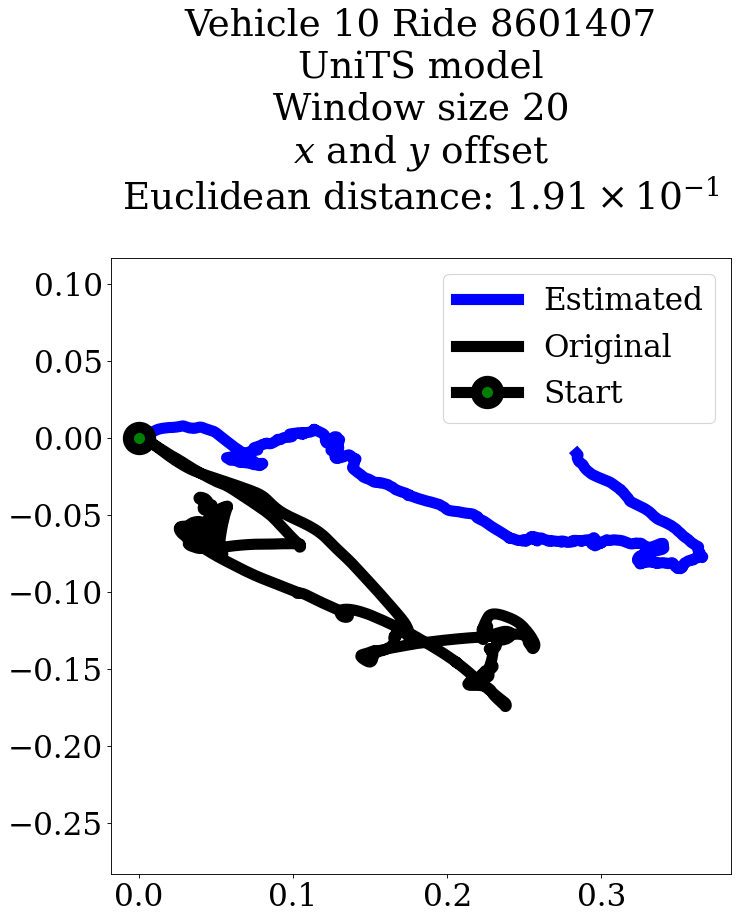 Vehicle 10 Ride 8601407
UniTS model
Window size 20
x and y offset
Euclidean distance: 1.91 × 10⁻¹
Estimated
Original
Start
0.10
0.05
0.00
−0.05
−0.10
−0.15
−0.20
−0.25
0.0 0.1 0.2 0.3